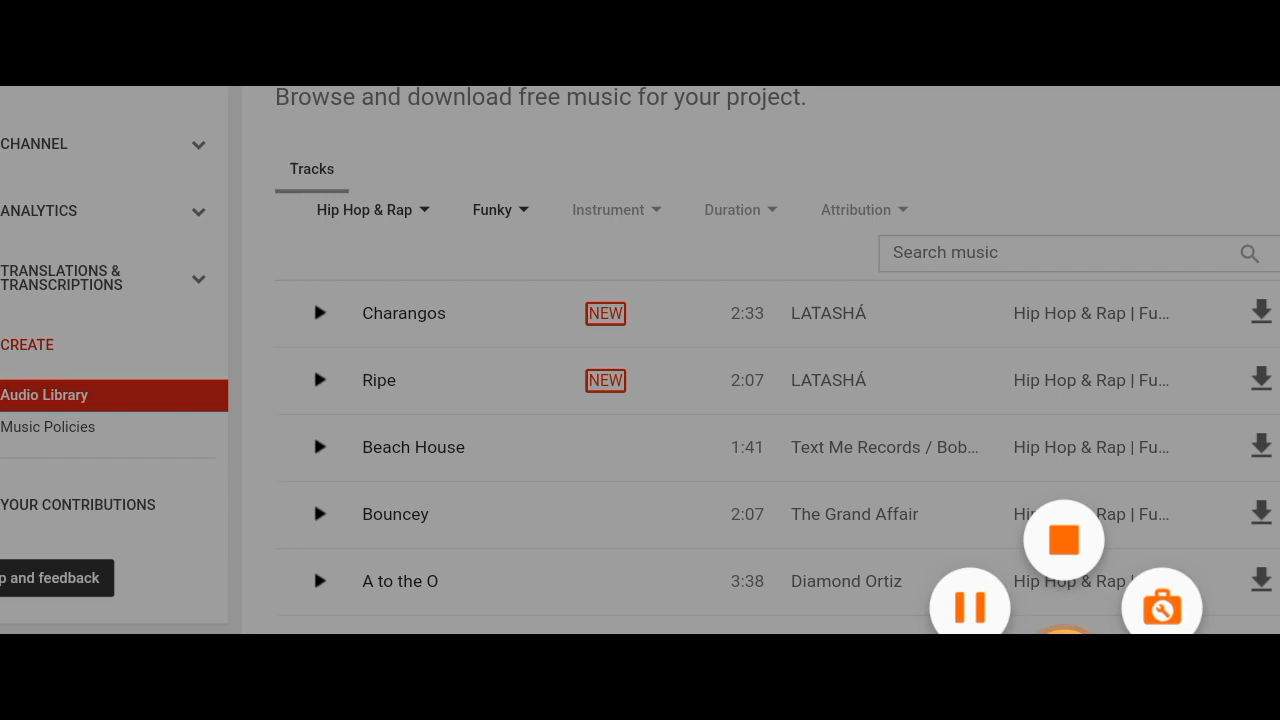 Browse and download free music for your project.
CHANNEL
ANALYTICS
TRANSLATIONS &
TRANSCRIPTIONS
CREATE
Audio Library
Music Policies
YOUR CONTRIBUTIONS
p and feedback
Tracks
Hip Hop & Rap Funky Instrument Duration Attribution
Search music
Charangos NEW 2:33 LATASHÁ Hip Hop & Rap | Fu...
Ripe NEW 2:07 LATASHÁ Hip Hop & Rap | Fu...
Beach House 1:41 Text Me Records / Bob... Hip Hop & Rap | Fu...
Bouncey 2:07 The Grand Affair Hip Hop & Rap | Fu...
A to the O 3:38 Diamond Ortiz Hip Hop & Rap